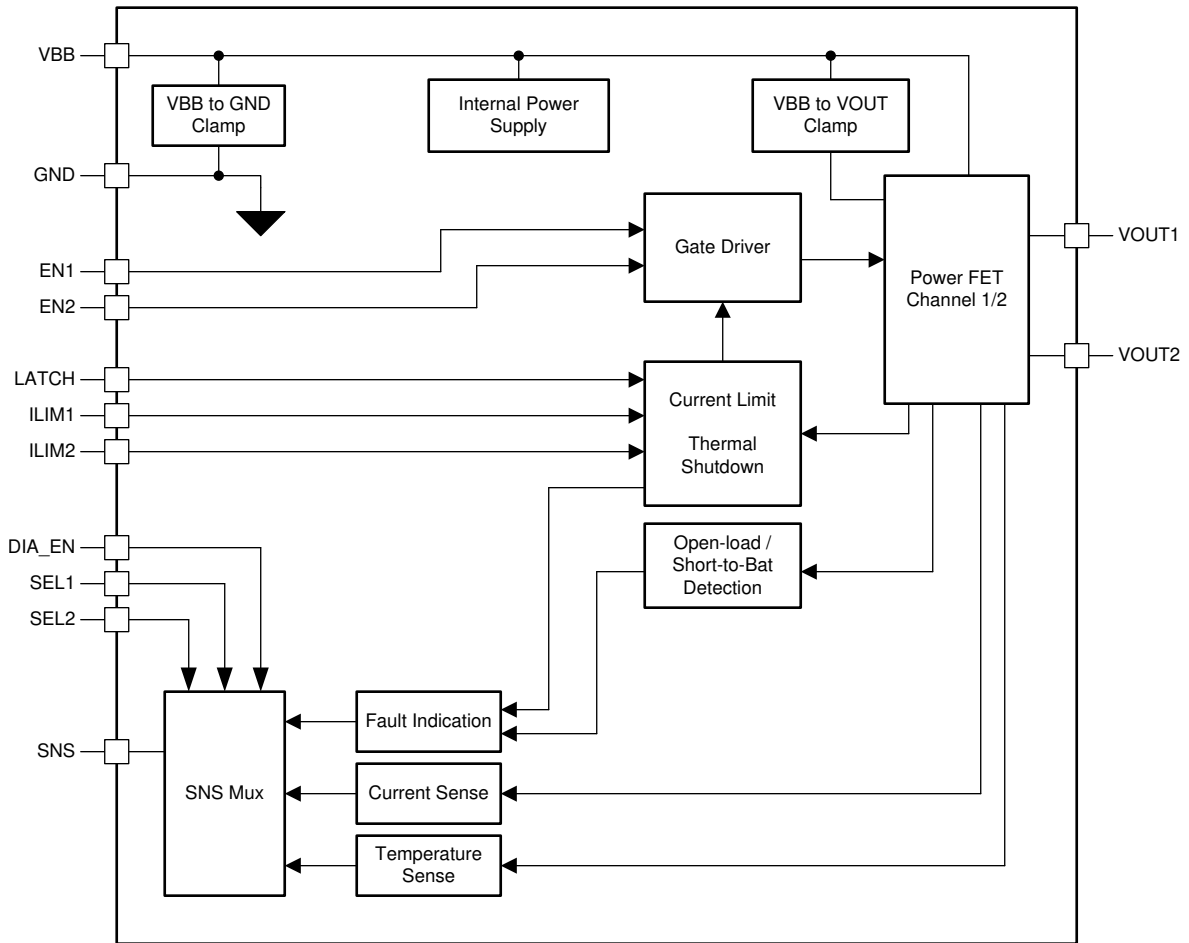 VBB
VBB to GND
Clamp
Internal Power
Supply
VBB to VOUT
Clamp
GND
Gate Driver
Power FET
Channel 1/2
VOUT1
VOUT2
EN1
EN2
LATCH
ILIM1
ILIM2
Current Limit
Thermal
Shutdown
Open-load /
Short-to-Bat
Detection
DIA_EN
SEL1
SEL2
SNS
SNS Mux
Fault Indication
Current Sense
Temperature
Sense